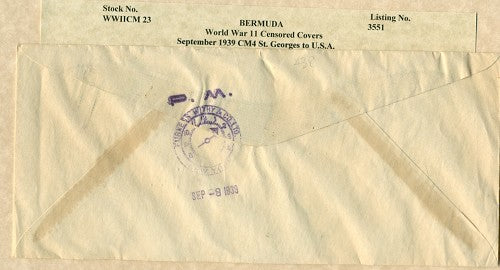 Stock No.
WWIICM 23
BERMUDA
World War 11 Censored Covers
September 1939 CM4 St. Georges to U.S.A.
Listing No.
3551
P. M.
SEP -8 1939